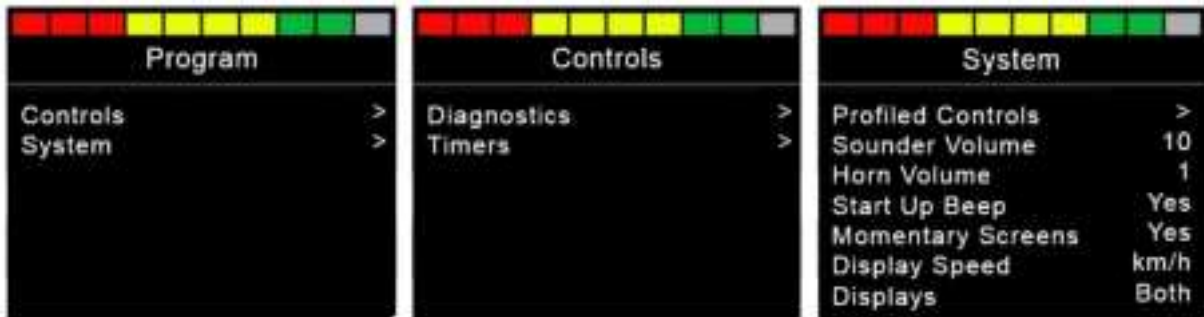 Program
Controls >
System >
Controls
Diagnostics >
Timers >
System
Profiled Controls >
Sounder Volume 10
Horn Volume 1
Start Up Beep Yes
Momentary Screens Yes
Display Speed km/h
Displays Both